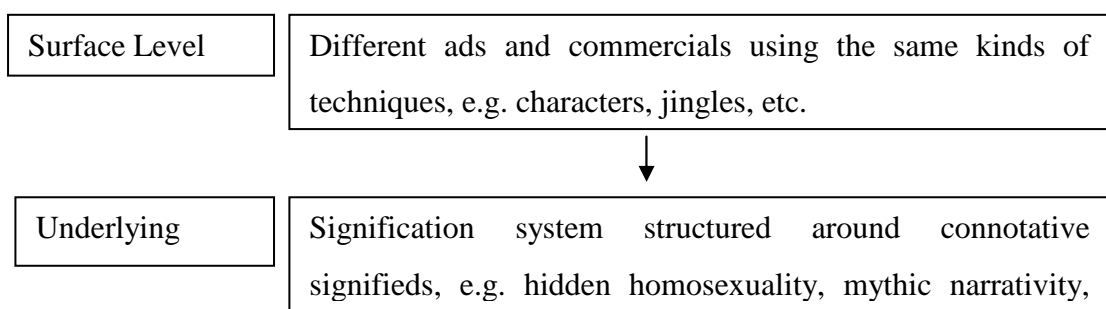 Surface Level
Different ads and commercials using the same kinds of
techniques, e.g. characters, jingles, etc.
Underlying
Signification system structured around connotative
signifieds, e.g. hidden homosexuality, mythic narrativity,